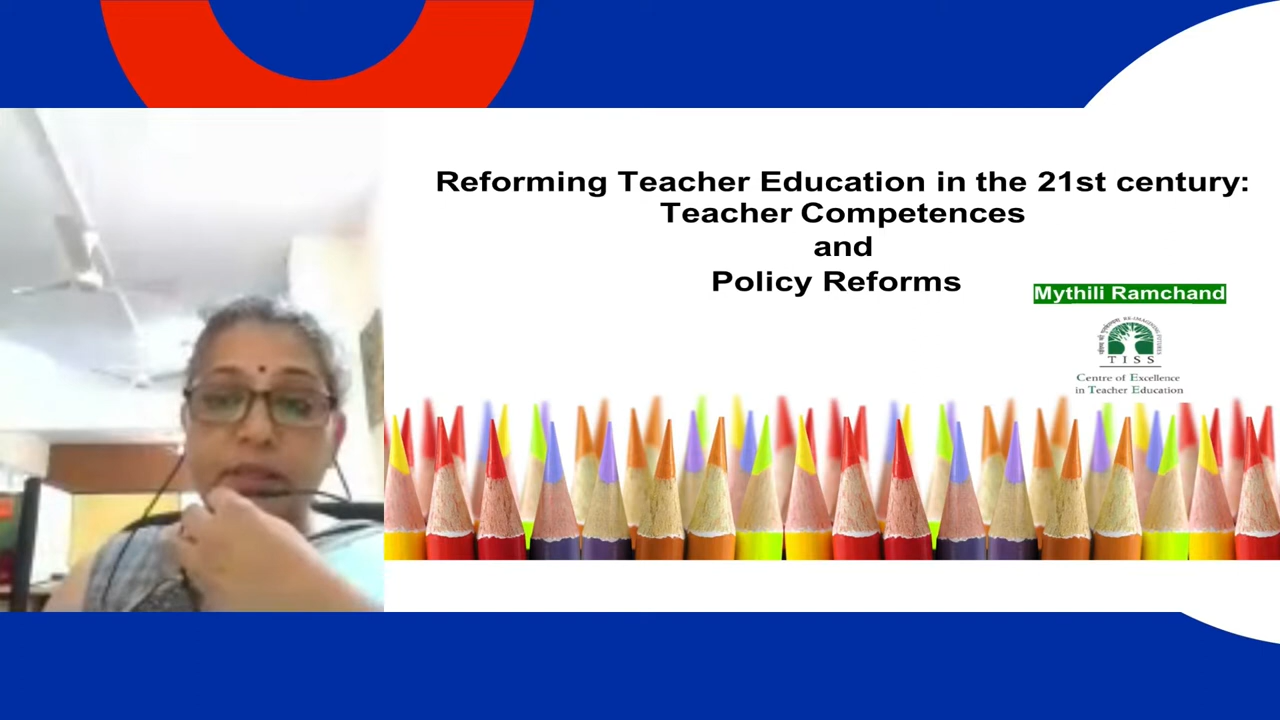 Reforming Teacher Education in the 21st century:
Teacher Competences
and
Policy Reforms
Mythili Ramchand
TISS
Centre of Excellence
in Teacher Education